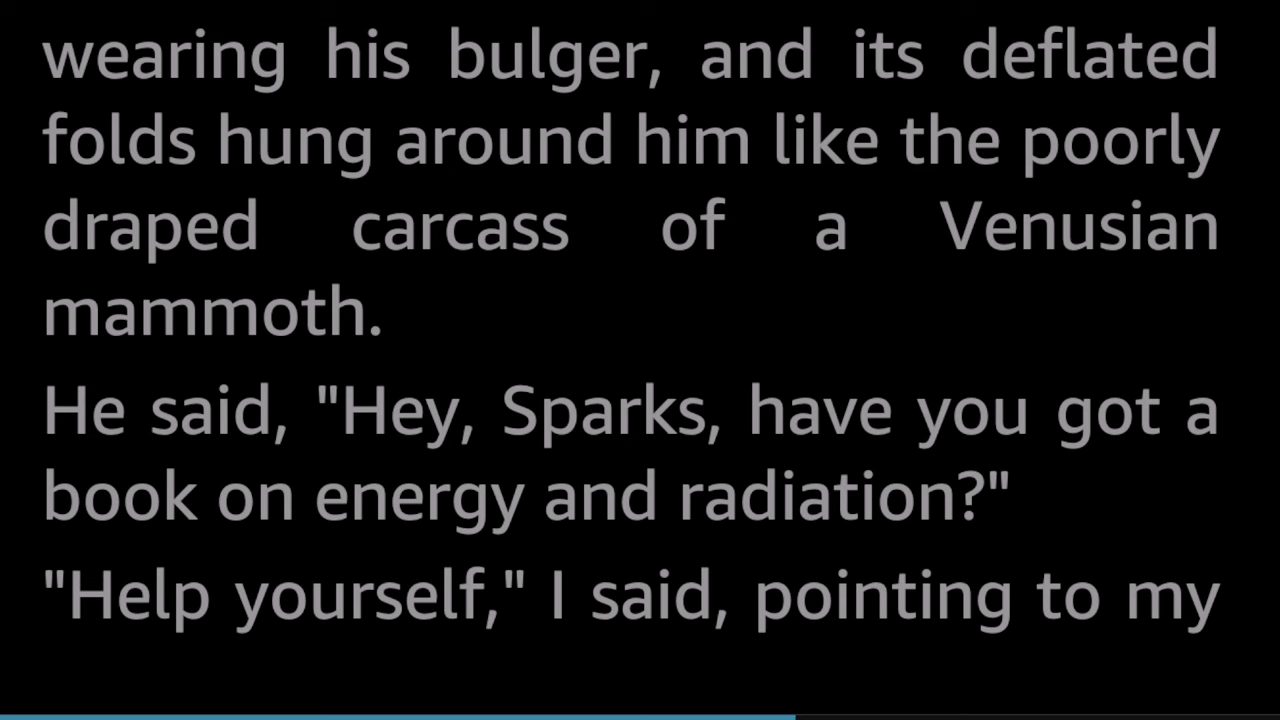 wearing his bulger, and its deflated
folds hung around him like the poorly
draped carcass of a Venusian
mammoth.
He said, "Hey, Sparks, have you got a
book on energy and radiation?"
"Help yourself," I said, pointing to my